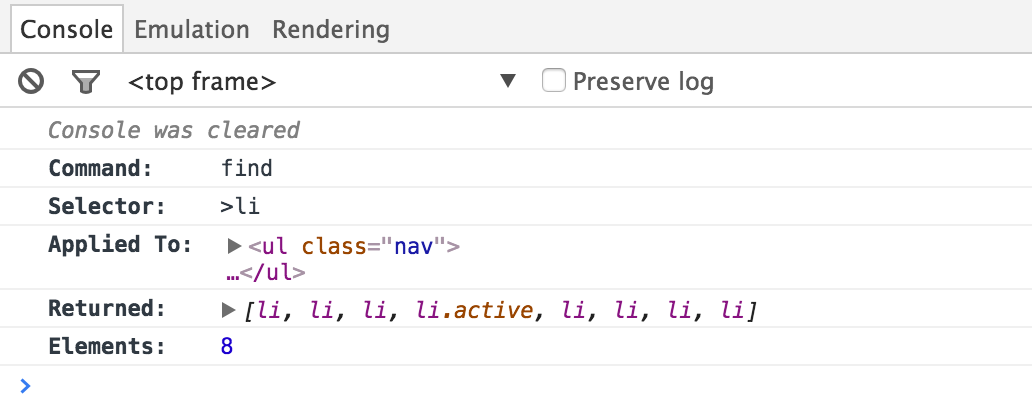 Console Emulation Rendering
<top frame> ▼ Preserve log
Console was cleared
Command: find
Selector: >li
Applied To: ▶<ul class="nav">
…</ul>
Returned: ▶[li, li, li, li.active, li, li, li, li]
Elements: 8
>